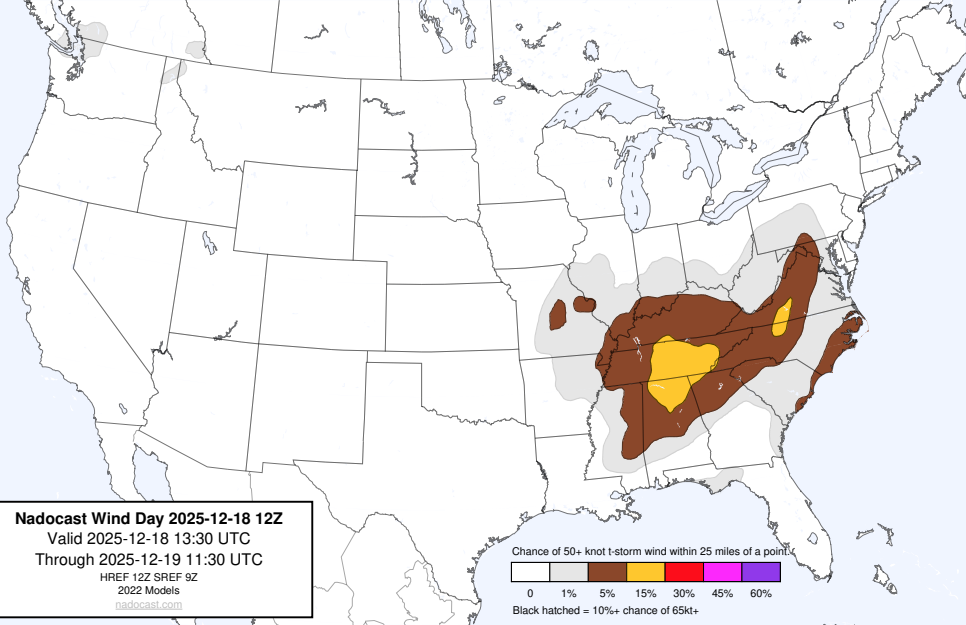 Nadocast Wind Day 2025-12-18 12Z
Valid 2025-12-18 13:30 UTC
Through 2025-12-19 11:30 UTC
HREF 12Z SREF 9Z
2022 Models
nadocast.com
Chance of 50+ knot t-storm wind within 25 miles of a point.
0 1% 5% 15% 30% 45% 60%
Black hatched = 10%+ chance of 65kt+